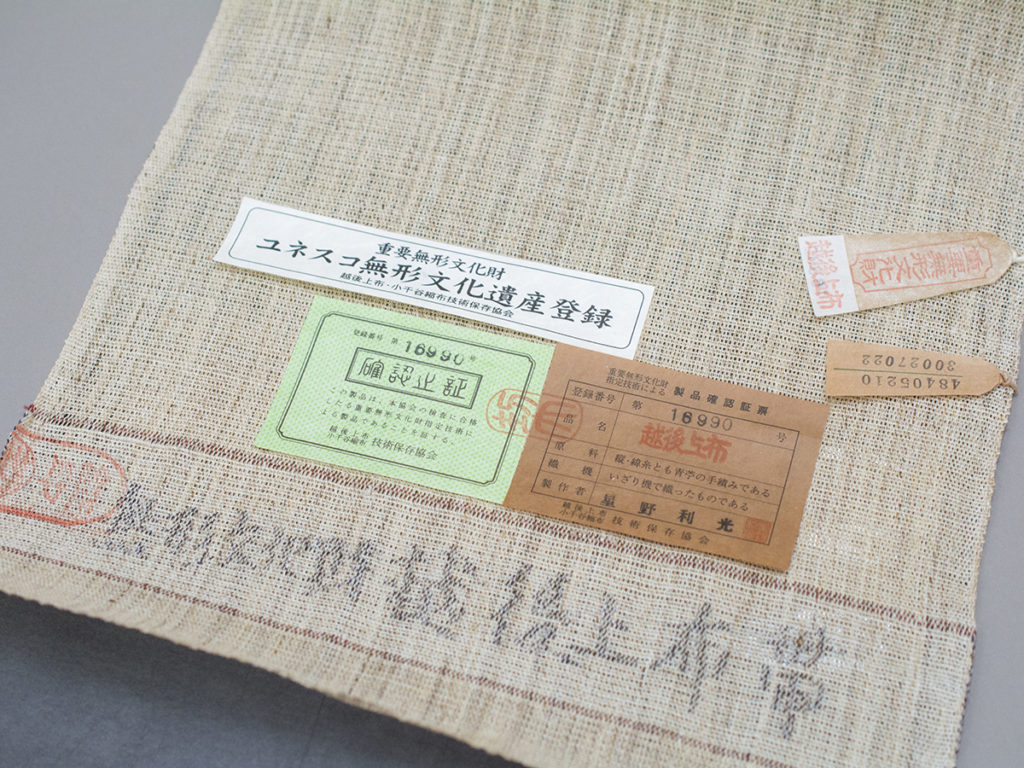 重要無形文化財
ユネスコ無形文化遺産登録
越後上布・小千谷縮布技術保存協会
登録番号 第 16990 号
確認止証
この製品は、本協会の検査に合格
したる重要無形文化財指定技術に
よる製品であることを証する。
越後上布
小千谷縮布 技術保存協会
重要無形文化財
指定技術による 製品確認証票
登録番号 第 16990 号
品名 越後上布
原料 縦・緯糸とも青苧の手績みである
織機 いざり機で織ったものである
製作者 星野利光
越後上布
小千谷縮布 技術保存協会
重要無形文化財
越後上布
48405210
30027022
無形文化財 越後上布帯